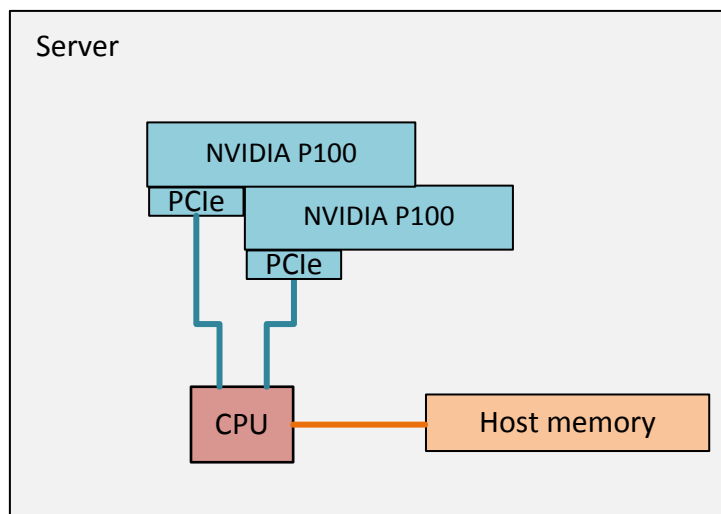 Server
NVIDIA P100
PCIe
NVIDIA P100
PCIe
CPU
Host memory